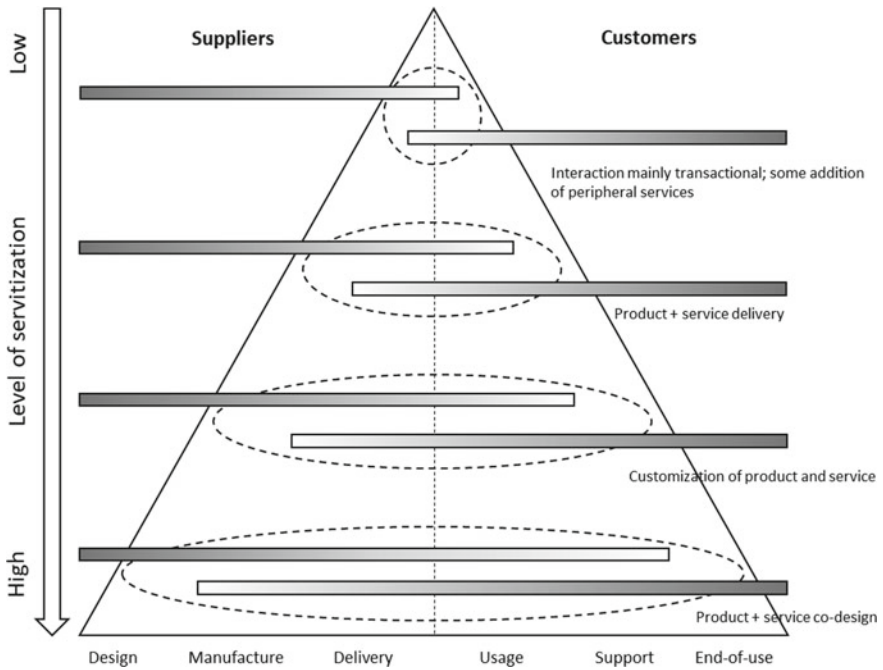 Suppliers
Customers
Low
Interaction mainly transactional; some addition
of peripheral services
Level of servitization
Product + service delivery
Customization of product and service
High
Product + service co-design
Design
Manufacture
Delivery
Usage
Support
End-of-use